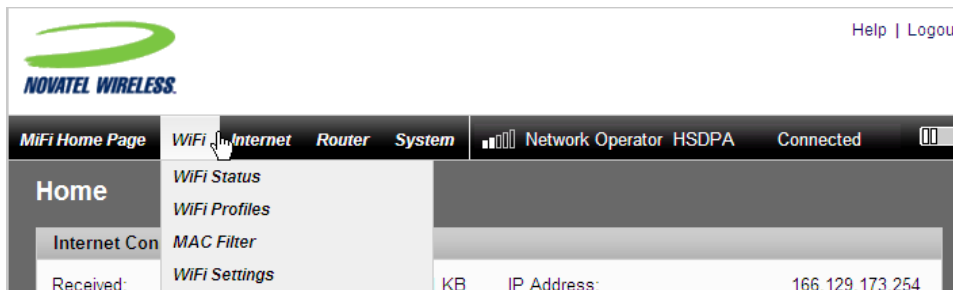 Help | Logou
NOVATEL WIRELESS.
MiFi Home Page WiFi Internet Router System Network Operator HSDPA Connected
WiFi Status
Home
WiFi Profiles
Internet Con MAC Filter
WiFi Settings
Received: KB IP Address: 166.129.173.254